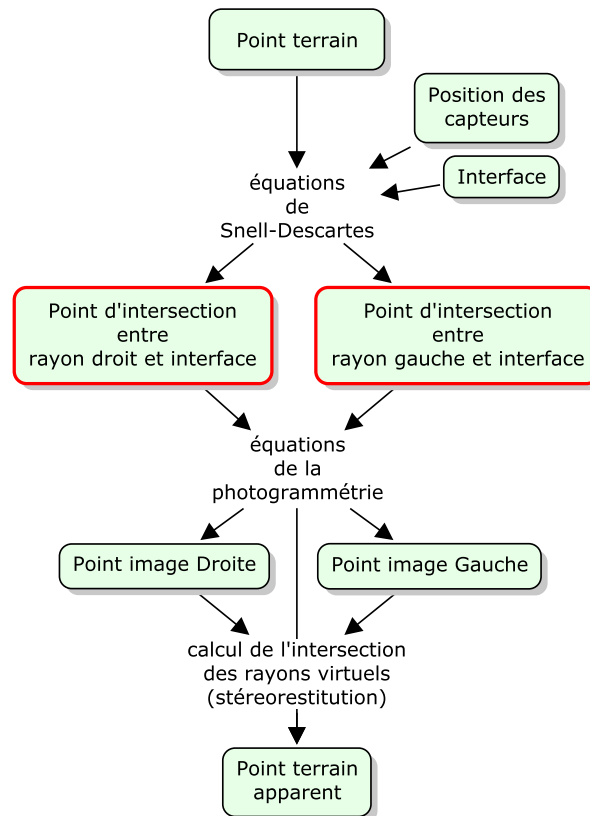 Point terrain
Position des
capteurs
Interface
équations
de
Snell-Descartes
Point d'intersection
entre
rayon droit et interface
Point d'intersection
entre
rayon gauche et interface
équations
de la
photogrammétrie
Point image Droite
Point image Gauche
calcul de l'intersection
des rayons virtuels
(stéreorestitution)
Point terrain
apparent